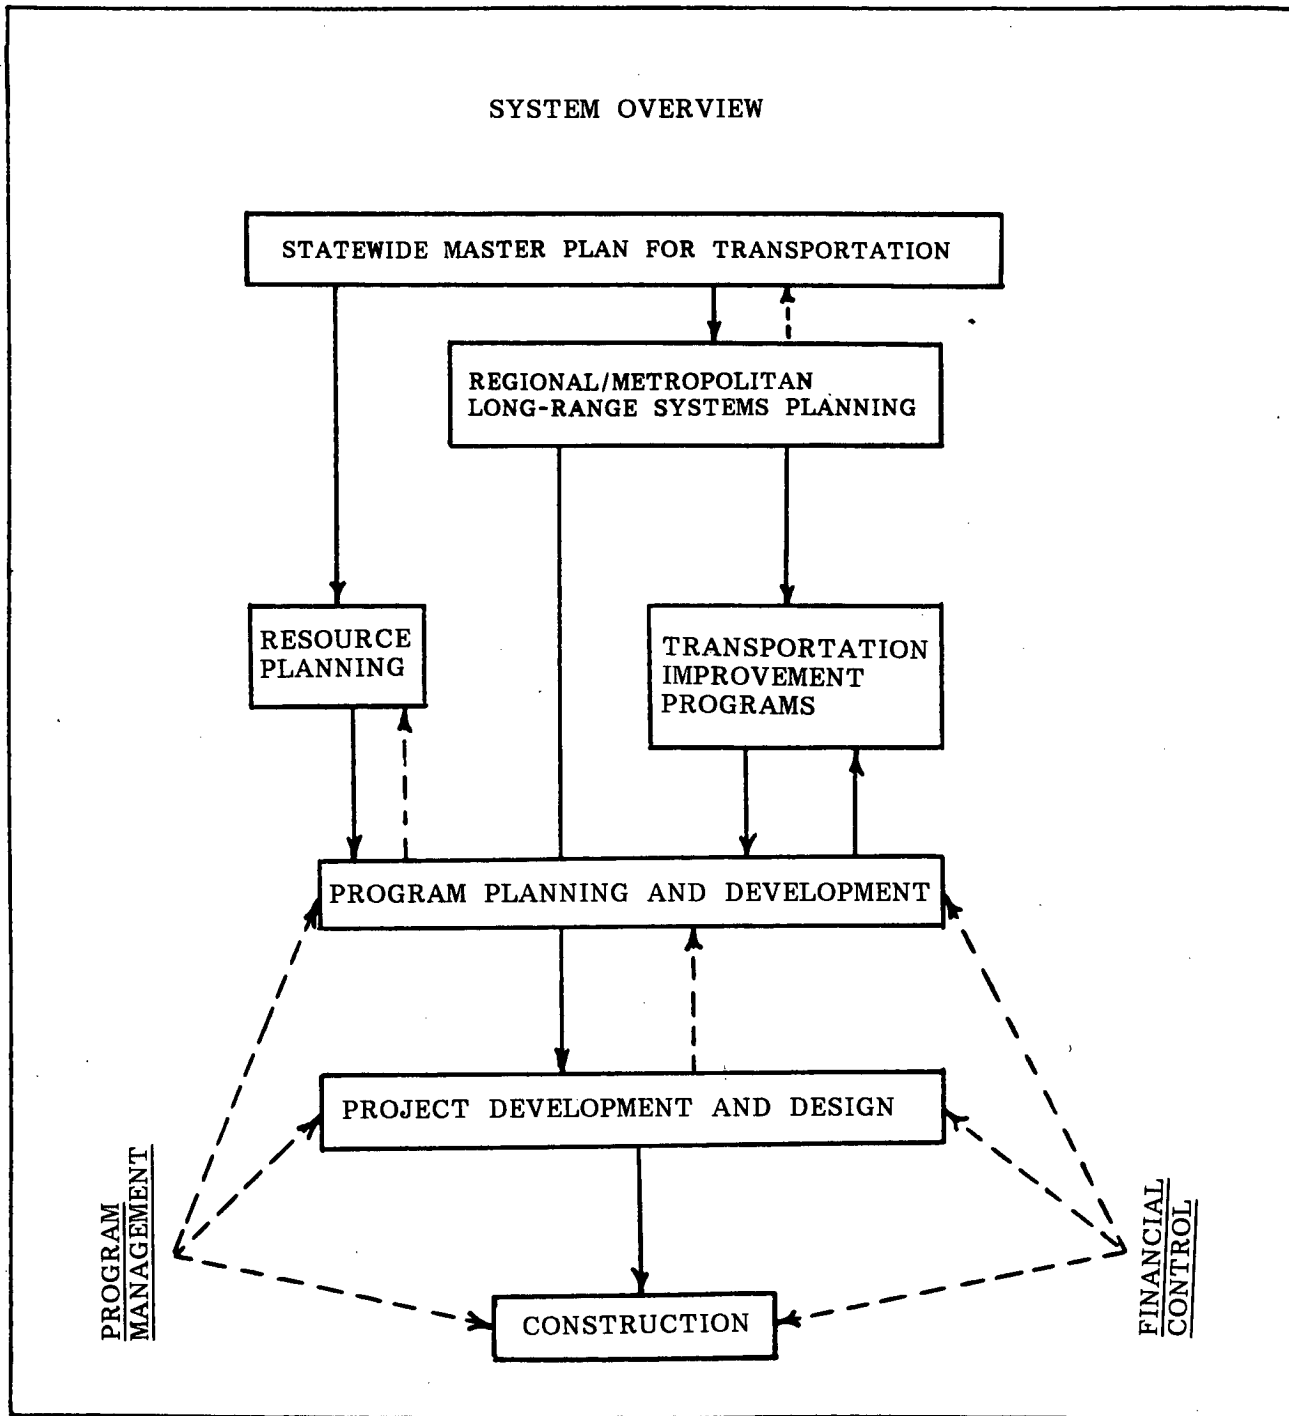 SYSTEM OVERVIEW
STATEWIDE MASTER PLAN FOR TRANSPORTATION
REGIONAL/METROPOLITAN
LONG-RANGE SYSTEMS PLANNING
RESOURCE
PLANNING
TRANSPORTATION
IMPROVEMENT
PROGRAMS
PROGRAM PLANNING AND DEVELOPMENT
PROJECT DEVELOPMENT AND DESIGN
PROGRAM
MANAGEMENT
FINANCIAL
CONTROL
CONSTRUCTION